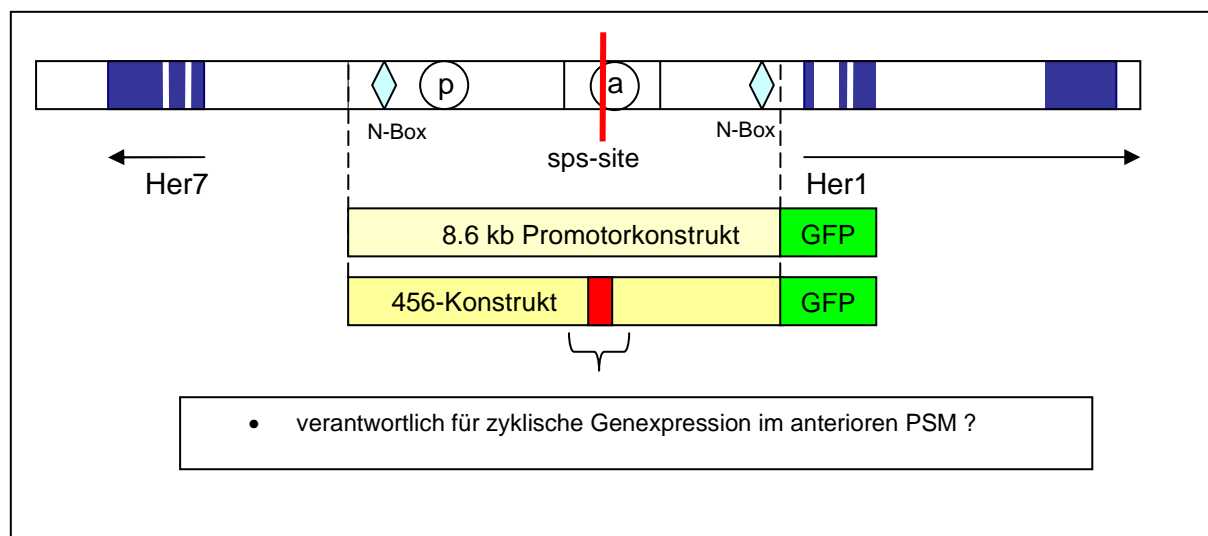 p
a
N-Box
N-Box
sps-site
Her7
Her1
8.6 kb Promotorkonstrukt
GFP
456-Konstrukt
GFP
• verantwortlich für zyklische Genexpression im anterioren PSM ?